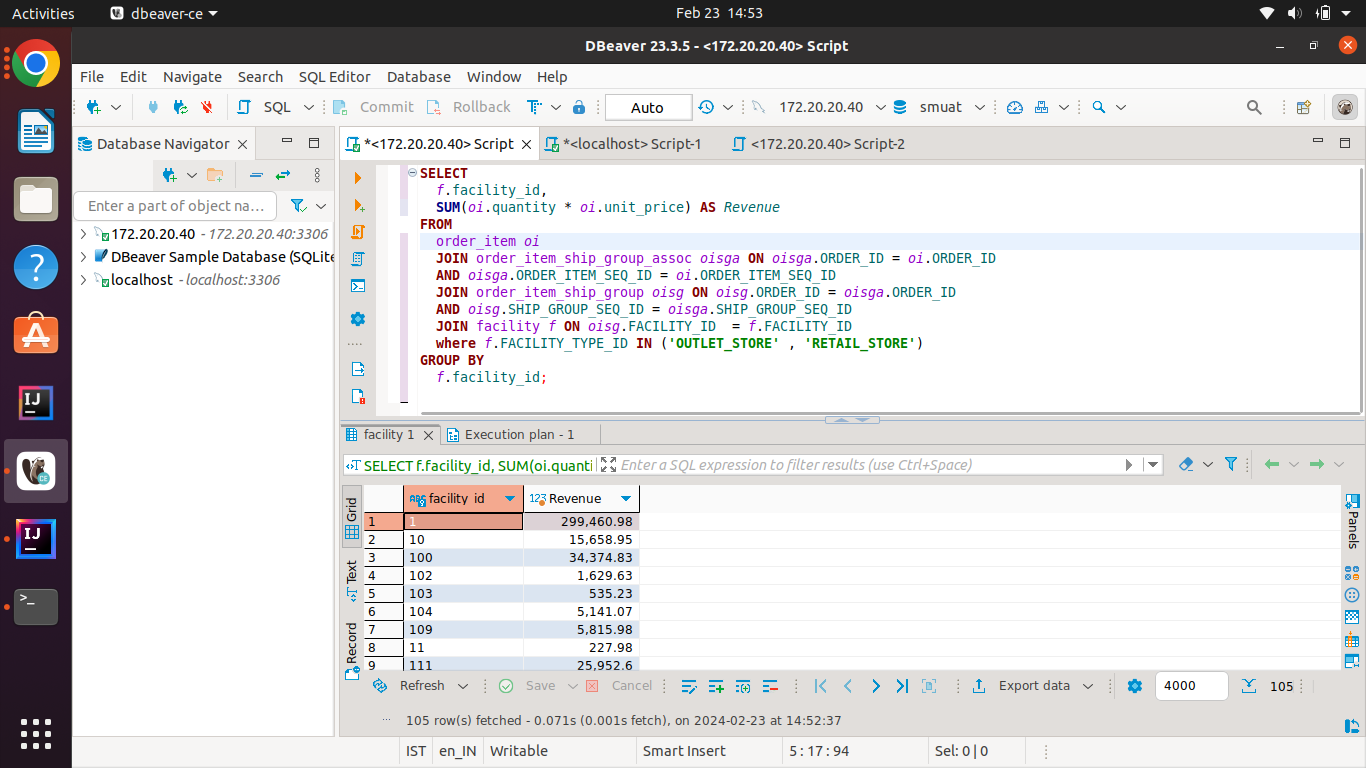 Activities dbeaver-ce Feb 23 14:53
DBeaver 23.3.5 - <172.20.20.40> Script
File Edit Navigate Search SQL Editor Database Window Help
SQL Commit Rollback Auto 172.20.20.40 smuat
Database Navigator
*<172.20.20.40> Script *<localhost> Script-1 <172.20.20.40> Script-2
Enter a part of object na...
172.20.20.40 - 172.20.20.40:3306
DBeaver Sample Database (SQLite
localhost - localhost:3306
SELECT
f.facility_id,
SUM(oi.quantity * oi.unit_price) AS Revenue
FROM
order_item oi
JOIN order_item_ship_group_assoc oisga ON oisga.ORDER_ID = oi.ORDER_ID
AND oisga.ORDER_ITEM_SEQ_ID = oi.ORDER_ITEM_SEQ_ID
JOIN order_item_ship_group oisg ON oisg.ORDER_ID = oisga.ORDER_ID
AND oisg.SHIP_GROUP_SEQ_ID = oisga.SHIP_GROUP_SEQ_ID
JOIN facility f ON oisg.FACILITY_ID = f.FACILITY_ID
where f.FACILITY_TYPE_ID IN ('OUTLET_STORE' , 'RETAIL_STORE')
GROUP BY
f.facility_id;
facility 1 Execution plan - 1
SELECT f.facility_id, SUM(oi.quanti Enter a SQL expression to filter results (use Ctrl+Space)
Grid
Text
Record
facility_id Revenue
1 1 299,460.98
2 10 15,658.95
3 100 34,374.83
4 102 1,629.63
5 103 535.23
6 104 5,141.07
7 109 5,815.98
8 11 227.98
9 111 25,952.6
Panels
Refresh Save Cancel Export data 4000 105
105 row(s) fetched - 0.071s (0.001s fetch), on 2024-02-23 at 14:52:37
IST en_IN Writable Smart Insert 5 : 17 : 94 Sel: 0 | 0